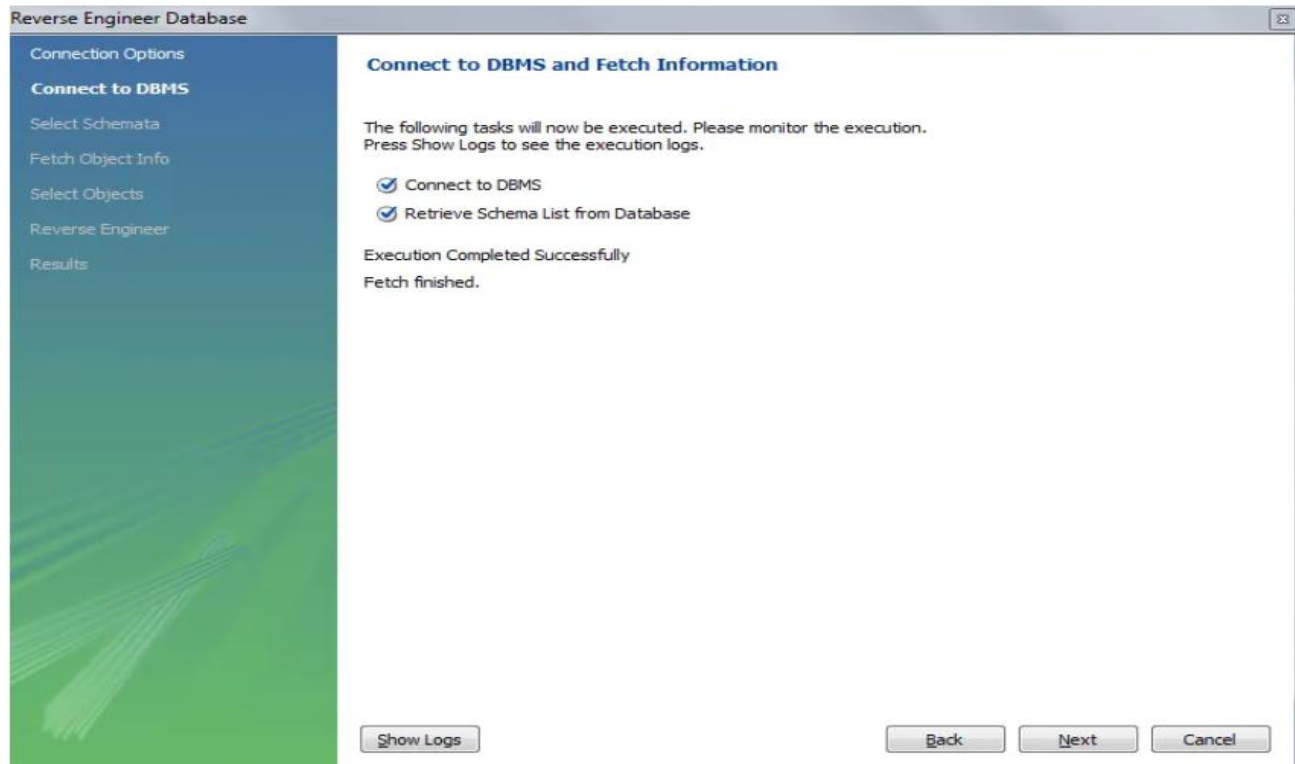 Reverse Engineer Database
Connection Options
Connect to DBMS
Select Schemata
Fetch Object Info
Select Objects
Reverse Engineer
Results
Connect to DBMS and Fetch Information
The following tasks will now be executed. Please monitor the execution.
Press Show Logs to see the execution logs.
Connect to DBMS
Retrieve Schema List from Database
Execution Completed Successfully
Fetch finished.
Show Logs
Back
Next
Cancel